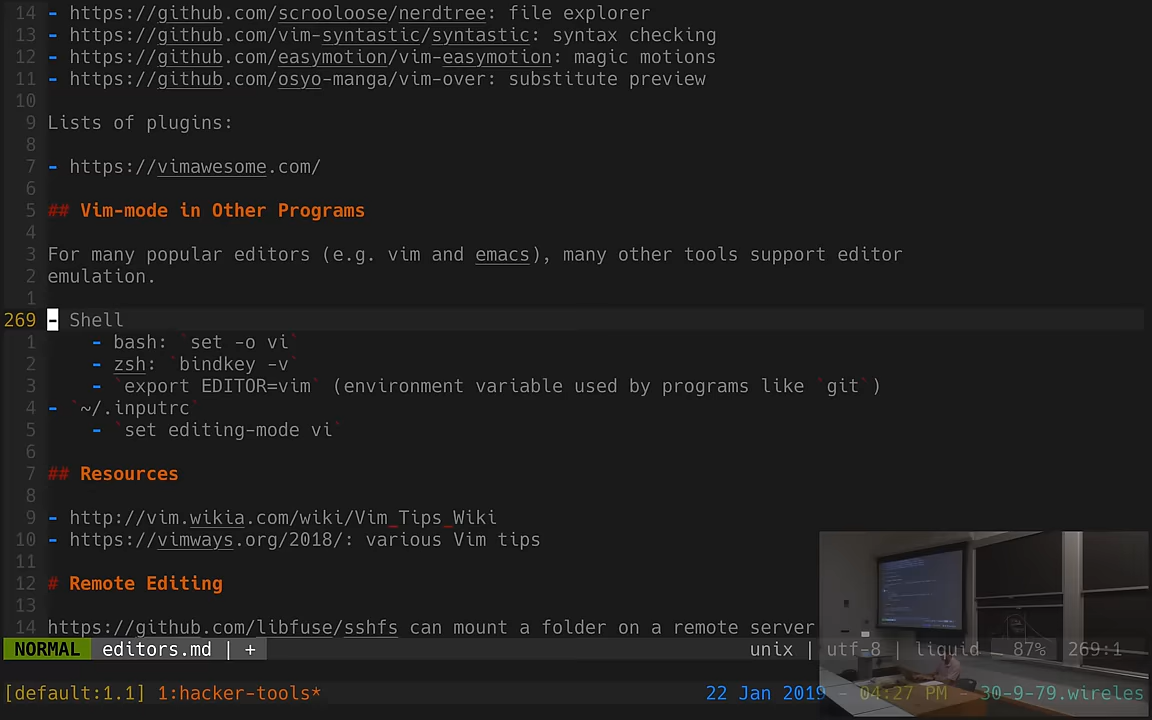 14 - https://github.com/scrooloose/nerdtree: file explorer
13 - https://github.com/vim-syntastic/syntastic: syntax checking
12 - https://github.com/easymotion/vim-easymotion: magic motions
11 - https://github.com/osyo-manga/vim-over: substitute preview
10
9 Lists of plugins:
8
7 - https://vimawesome.com/
6
5 ## Vim-mode in Other Programs
4
3 For many popular editors (e.g. vim and emacs), many other tools support editor
2 emulation.
1
269 - Shell
1 - bash: `set -o vi`
2 - zsh: `bindkey -v`
3 - `export EDITOR=vim` (environment variable used by programs like `git`)
4 - `~/.inputrc`
5 - `set editing-mode vi`
6
7 ## Resources
8
9 - http://vim.wikia.com/wiki/Vim_Tips_Wiki
10 - https://vimways.org/2018/: various Vim tips
11
12 # Remote Editing
13
14 https://github.com/libfuse/sshfs can mount a folder on a remote server
NORMAL editors.md | + unix | utf-8 | liquid 87% 269:1
[default:1.1] 1:hacker-tools* 22 Jan 2019 - 04:27 PM - 30-9-79.wireles